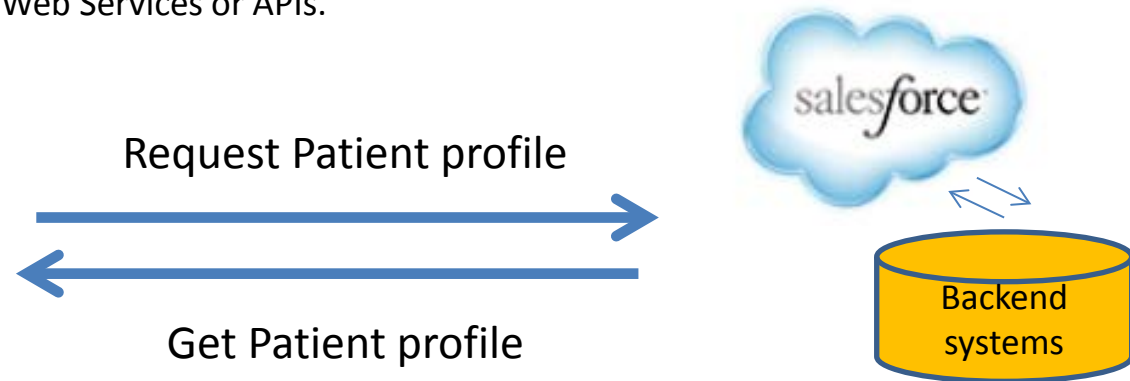 Web Services or APIs.
salesforce
Request Patient profile
Get Patient profile
Backend
systems